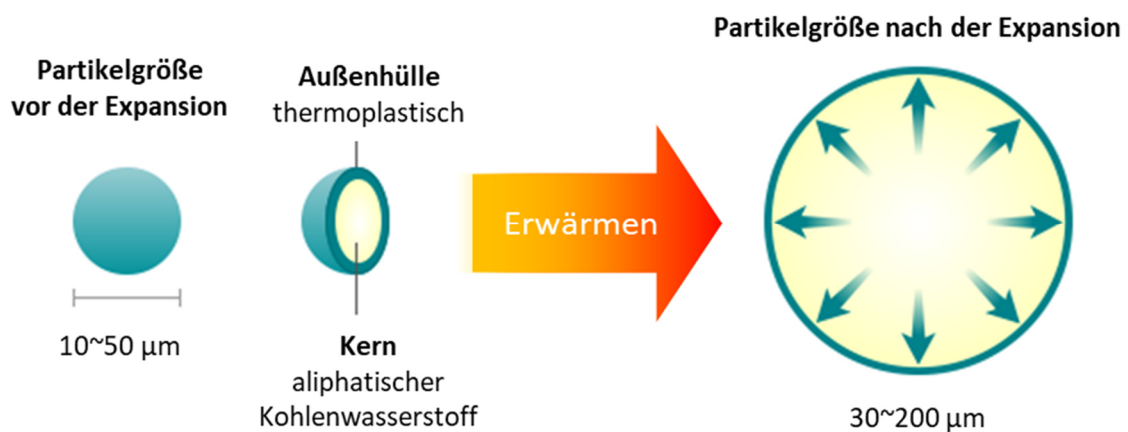 Partikelgröße
vor der Expansion
10~50 µm
Außenhülle
thermoplastisch
Kern
aliphatischer
Kohlenwasserstoff
Erwärmen
Partikelgröße nach der Expansion
30~200 µm